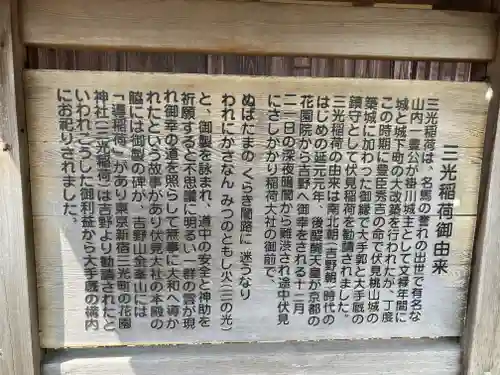 三光稲荷御由来
三光稲荷は、名馬の誉れの出世で有名な
山内一豊公が掛川城主として文禄年間に
城と城下町の大改築を行われたが、丁度
この時期に豊臣秀吉の命で伏見桃山城の
築城に加わった御縁で大手郭と大手厩の
鎮守として伏見稲荷を勧請されました。
三光稲荷の由来は南北朝（吉野朝）時代の
はじめの延元元年、後醍醐天皇が京都の
花園院から吉野へ御幸をされる十二月
二一日の深夜鳴闇から難渋され途中伏見
にさしかかり稲荷大社の御前で、
ぬばたまの くらき闇路に 迷うなり
われにかさなん みつのともし火（三の光）
と、御製を詠まれ、道中の安全と神助を
祈願すると不思議に明るい一群の雲が現
れ御幸の道を照らして無事に大和へ導か
れたという故事があり伏見大社の本殿の
脇には御製の碑が、吉野山金峯山には
「導稲荷」があり東京新宿三光町の花園
神社（三光稲荷）は吉野より勧請されたと
いわれこうした御利益から大手厩の構内
にお祀りされました。